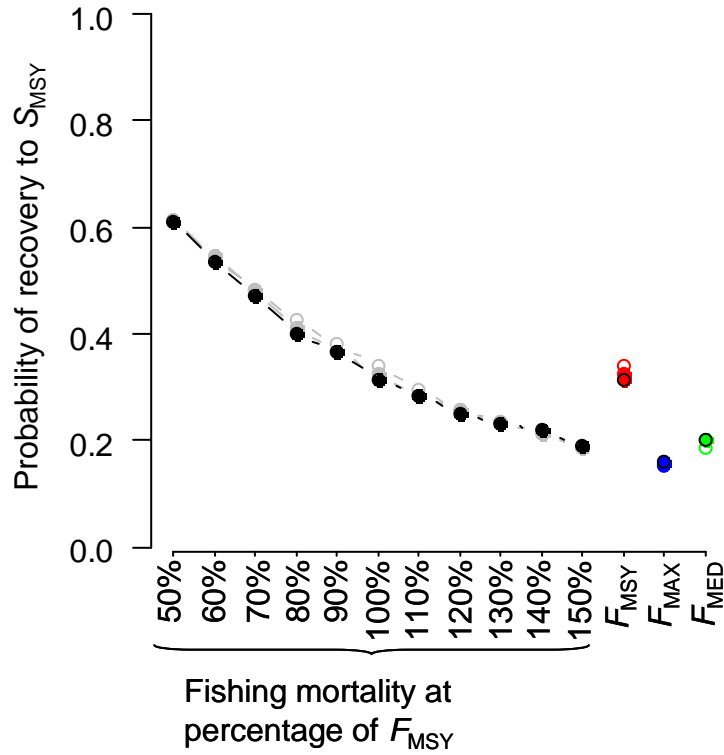 Probability of recovery to SMSY
1.0
0.8
0.6
0.4
0.2
0.0
50%
60%
70%
80%
90%
100%
110%
120%
130%
140%
150%
FMSY
FMAX
FMED
Fishing mortality at
percentage of FMSY